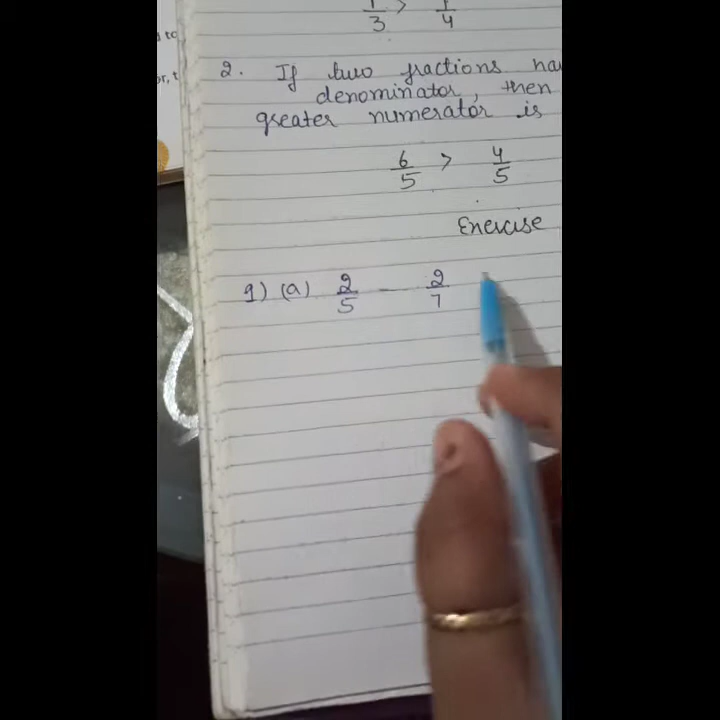 1/3 > 1/4
2. If two fractions ha
denominator, then
greater numerator is
6/5 > 4/5
Exercise
1) (a) 2/5 — 2/7